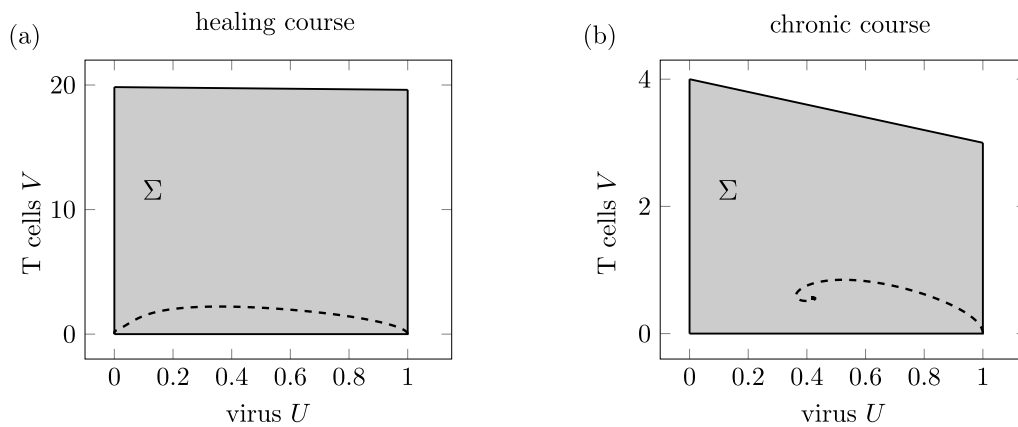 (a)
healing course
20
10
0
T cells V
Σ
0 0.2 0.4 0.6 0.8 1
virus U
(b)
chronic course
4
2
0
T cells V
Σ
0 0.2 0.4 0.6 0.8 1
virus U